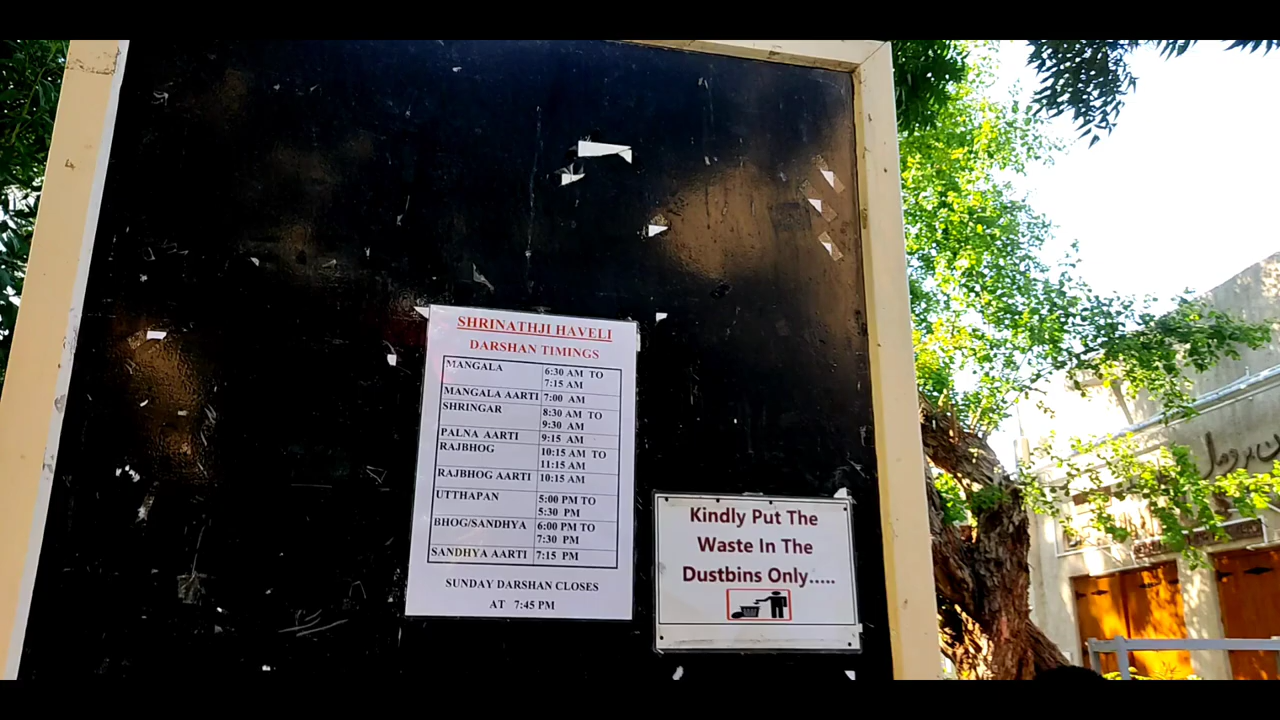 SHRINATHJI HAVELI
DARSHAN TIMINGS
MANGALA 6:30 AM TO
7:15 AM
MANGALA AARTI 7:00 AM
SHRINGAR 8:30 AM TO
9:30 AM
PALNA AARTI 9:15 AM
RAJBHOG 10:15 AM TO
11:15 AM
RAJBHOG AARTI 10:15 AM
UTTHAPAN 5:00 PM TO
5:30 PM
BHOG/SANDHYA 6:00 PM TO
7:30 PM
SANDHYA AARTI 7:15 PM
SUNDAY DARSHAN CLOSES
AT 7:45 PM
Kindly Put The
Waste In The
Dustbins Only.....